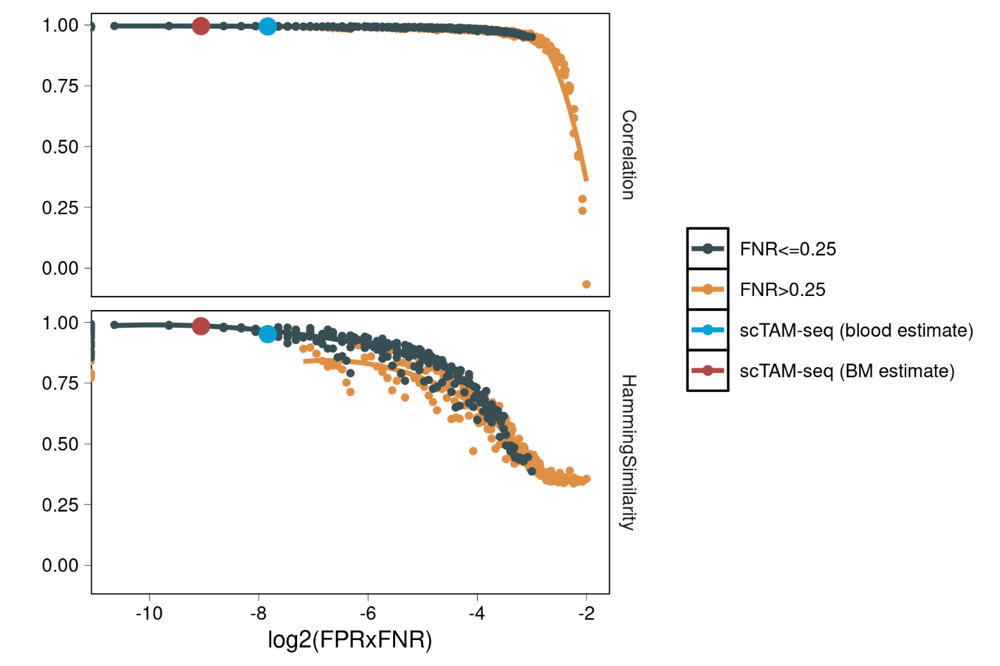 1.00
0.75
0.50
0.25
0.00
Correlation
1.00
0.75
0.50
0.25
0.00
HammingSimilarity
-10 -8 -6 -4 -2
log2(FPRxFNR)
FNR<=0.25
FNR>0.25
scTAM-seq (blood estimate)
scTAM-seq (BM estimate)